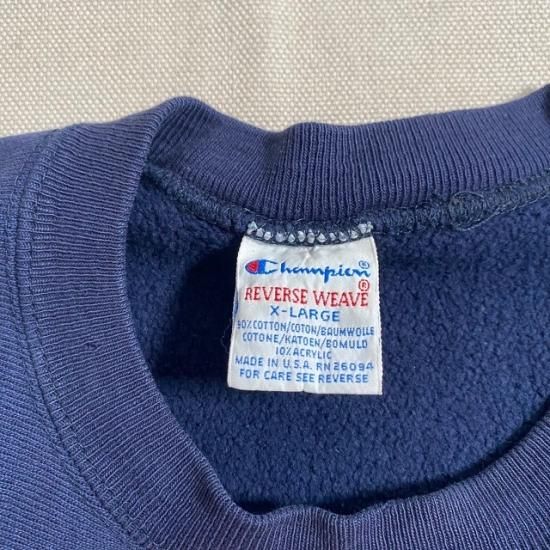 Champion®
REVERSE WEAVE®
X-LARGE
90% COTTON/COTON/BAUMWOLLE
COTONE/KATOEN/BOMULD
10% ACRYLIC
MADE IN U.S.A. RN 26094
FOR CARE SEE REVERSE